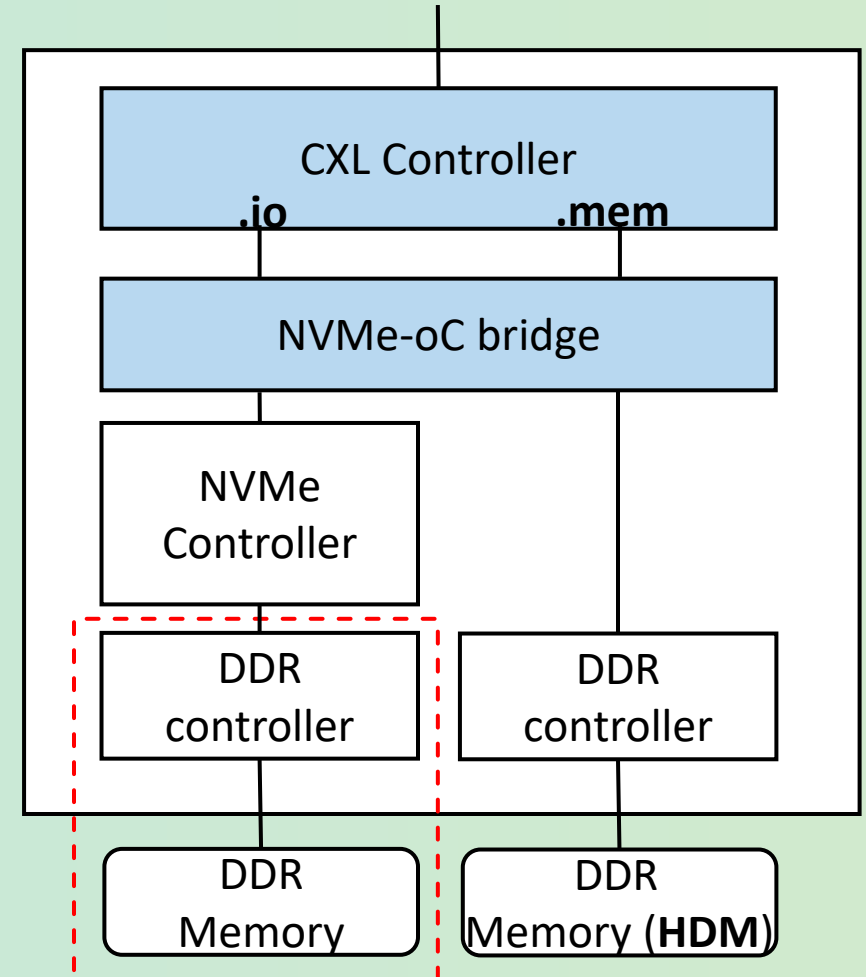 CXL Controller
.io .mem
NVMe-oC bridge
NVMe
Controller
DDR
controller
DDR
controller
DDR
Memory
DDR
Memory (HDM)